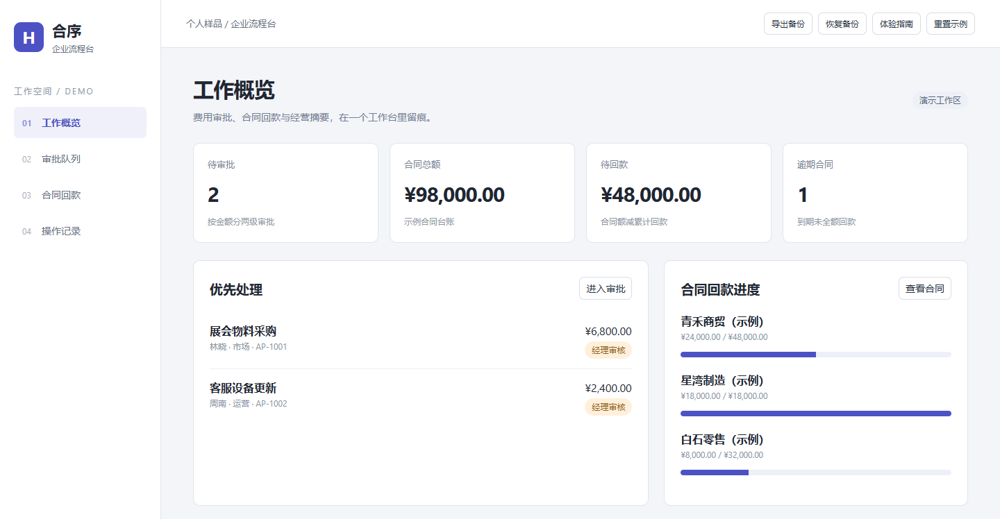 H
合序
企业流程台
工作空间 / DEMO
01 工作概览
02 审批队列
03 合同回款
04 操作记录
个人样品 / 企业流程台
导出备份
恢复备份
体验指南
重置示例
工作概览
费用审批、合同回款与经营摘要，在一个工作台里留痕。
演示工作区
待审批
2
按金额分两级审批
合同总额
¥98,000.00
示例合同台账
待回款
¥48,000.00
合同额减累计回款
逾期合同
1
到期未全额回款
优先处理
进入审批
展会物料采购
¥6,800.00
林晓 · 市场 · AP-1001
经理审核
客服设备更新
¥2,400.00
周南 · 运营 · AP-1002
经理审核
合同回款进度
查看合同
青禾商贸（示例）
¥24,000.00 / ¥48,000.00
星湾制造（示例）
¥18,000.00 / ¥18,000.00
白石零售（示例）
¥8,000.00 / ¥32,000.00